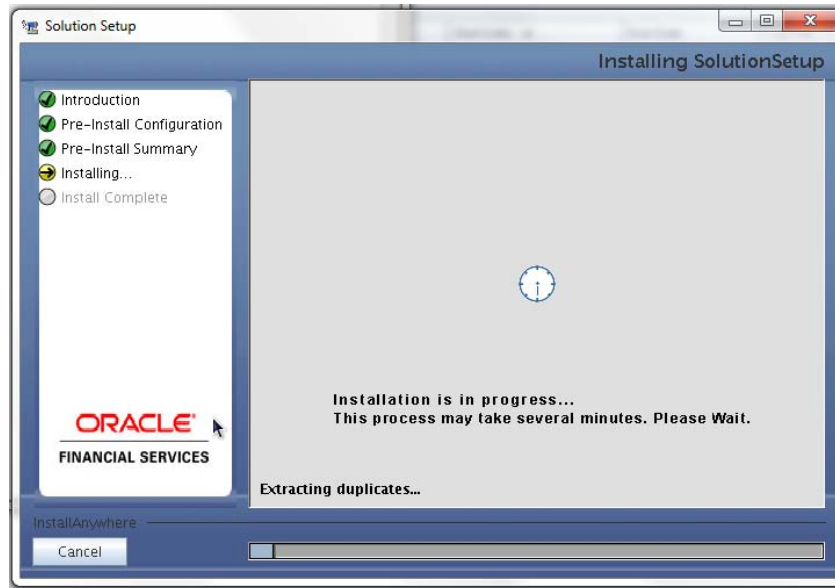 Solution Setup
Installing SolutionSetup
Introduction
Pre-Install Configuration
Pre-Install Summary
Installing...
Install Complete
Installation is in progress...
This process may take several minutes. Please Wait.
ORACLE
FINANCIAL SERVICES
Extracting duplicates...
InstallAnywhere
Cancel